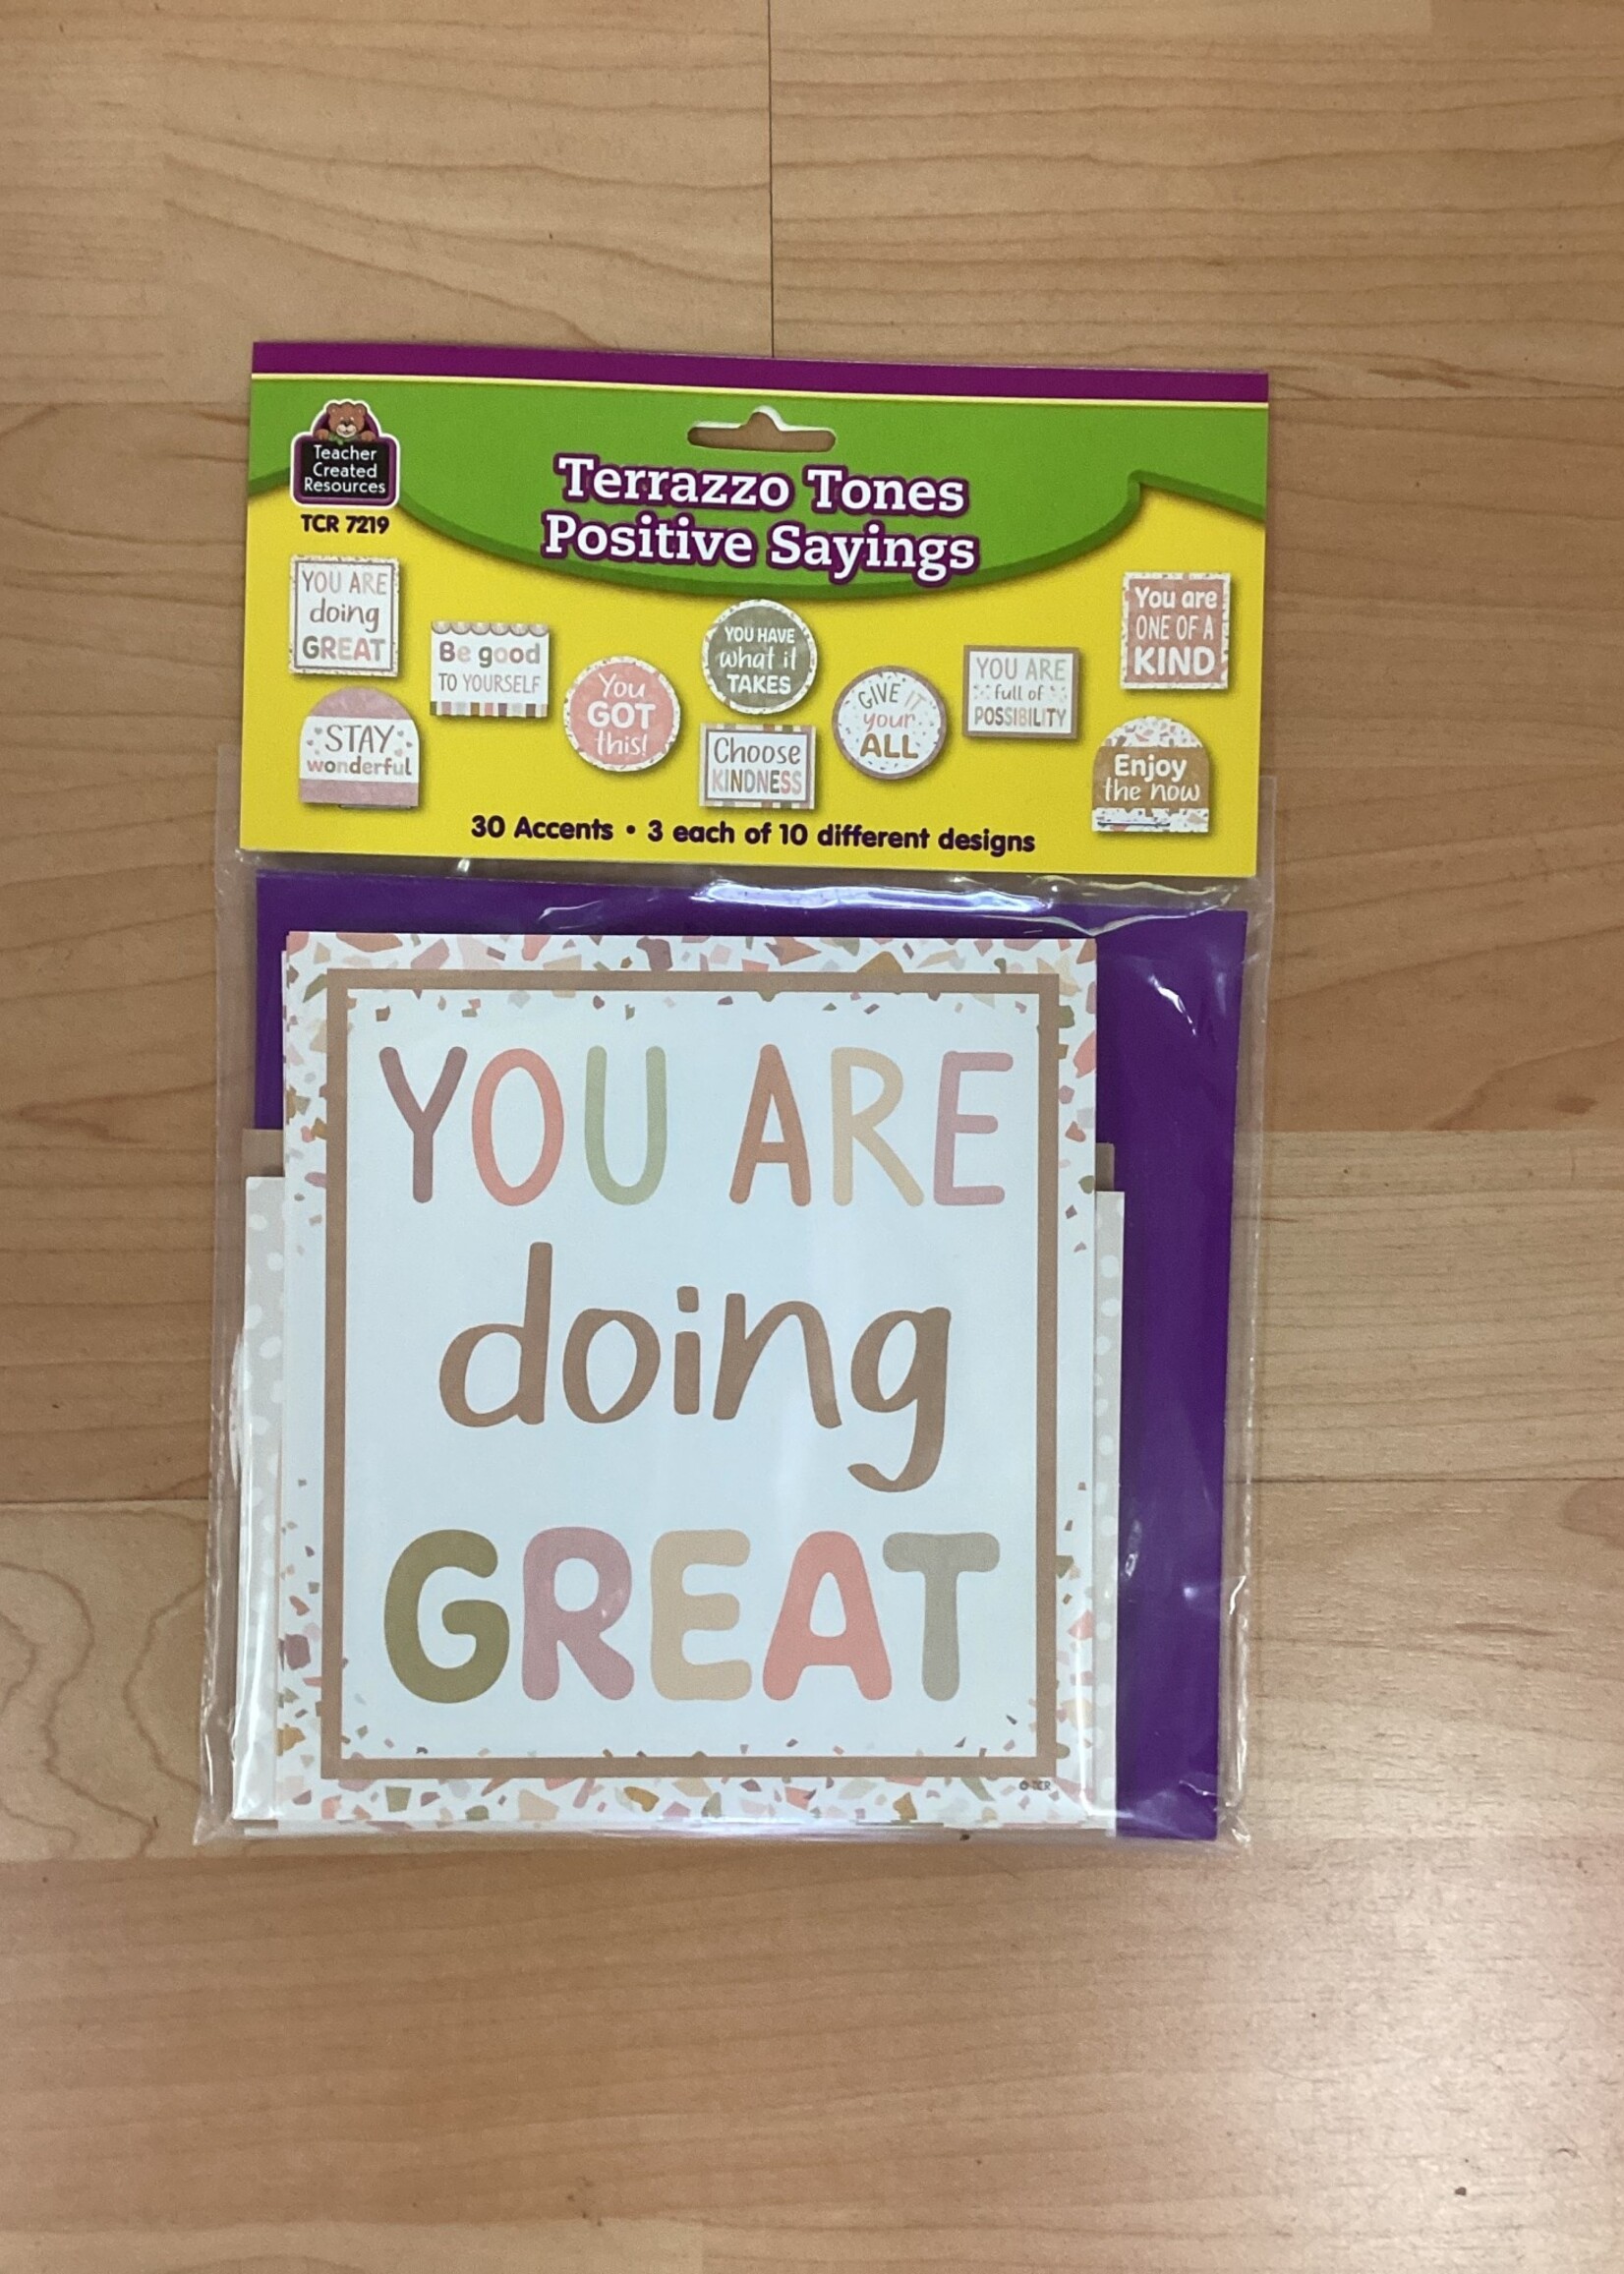 Teacher
Created
Resources
TCR 7219
Terrazzo Tones
Positive Sayings
YOU ARE
doing
GREAT
Be good
TO YOURSELF
You
GOT
this!
YOU HAVE
what it
TAKES
GIVE IT
your
ALL
YOU ARE
full of
POSSIBILITY
You are
ONE OF A
KIND
STAY
wonderful
Choose
KINDNESS
Enjoy
the now
30 Accents • 3 each of 10 different designs
YOU ARE
doing
GREAT
© TCR